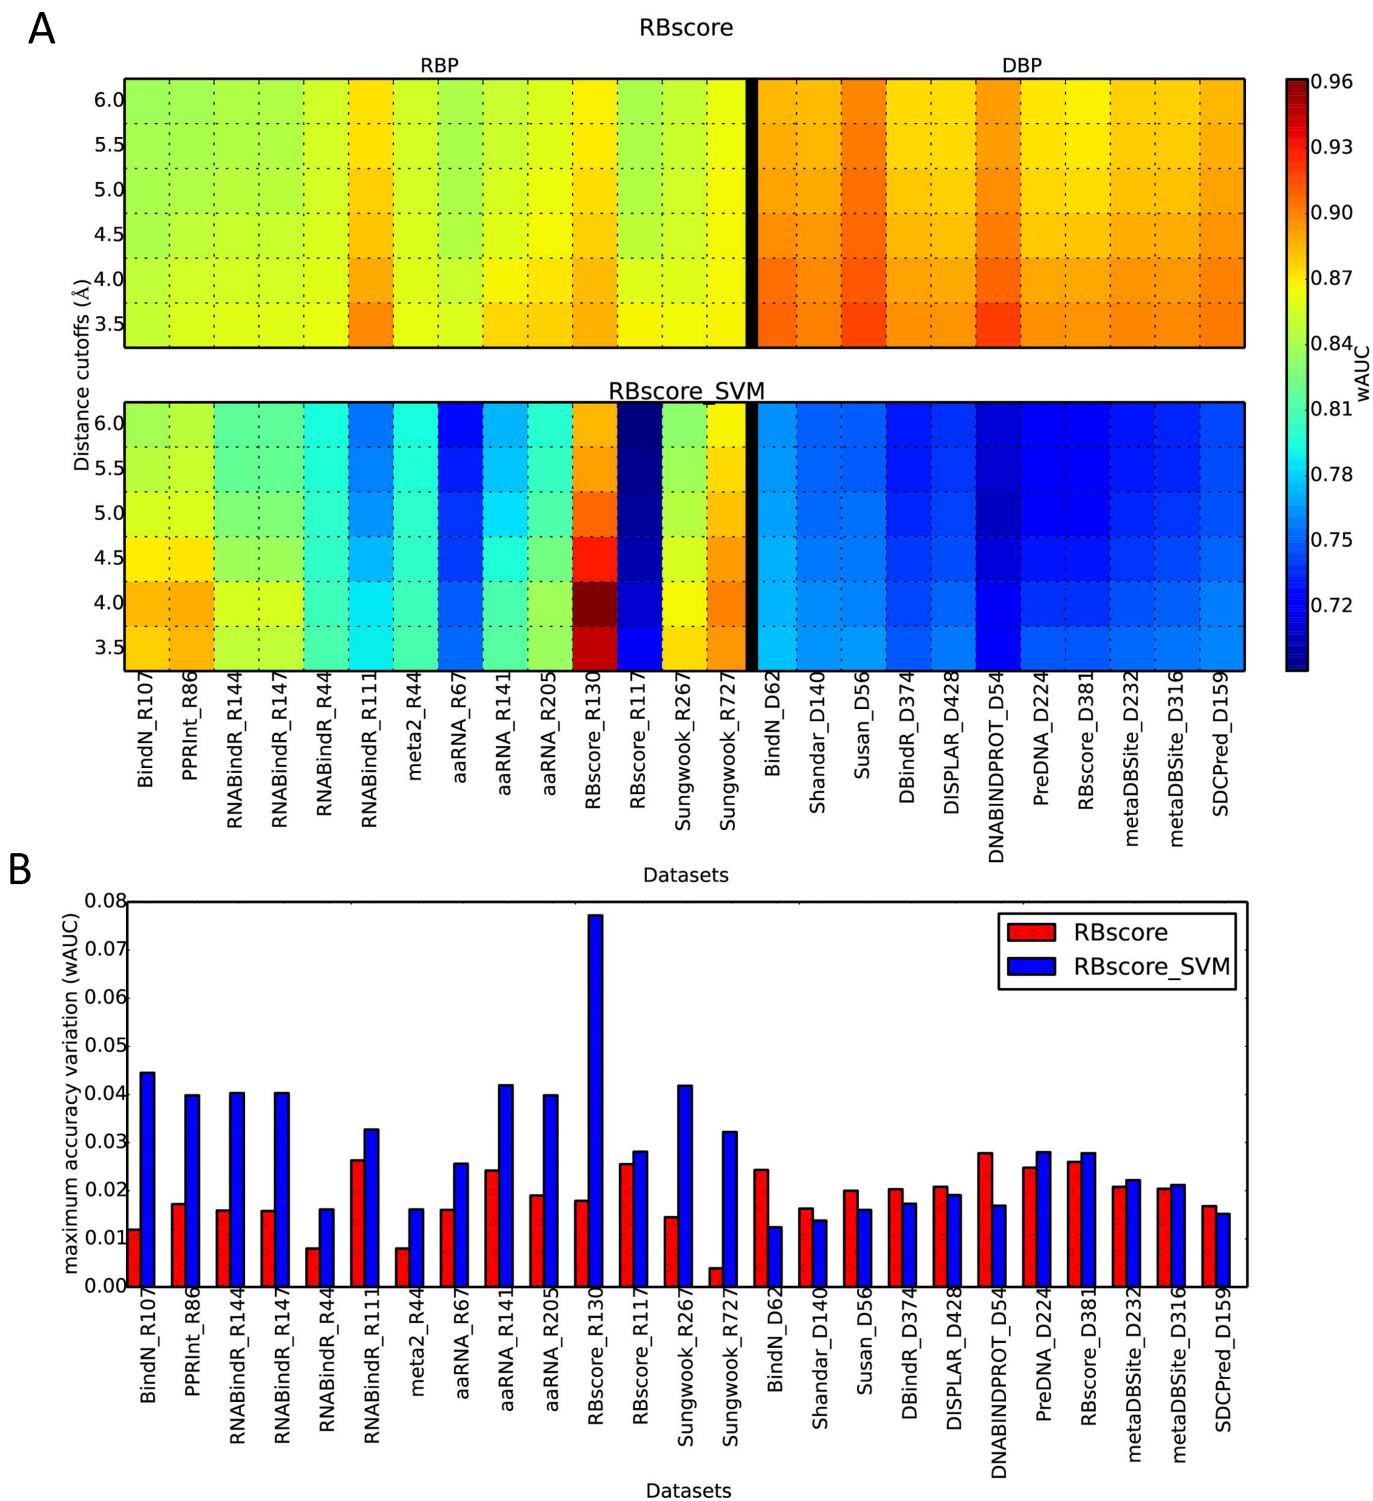 A
RBscore
RBP
DBP
6.0
5.5
5.0
4.5
4.0
3.5
RBscore_SVM
6.0
5.5
5.0
4.5
4.0
3.5
Distance cutoffs (Å)
0.96
0.93
0.90
0.87
0.84
0.81
0.78
0.75
0.72
wAUC
BindN_R107
PPRInt_R86
RNABindR_R144
RNABindR_R147
RNABindR_R44
RNABindR_R111
meta2_R44
aaRNA_R67
aaRNA_R141
aaRNA_R205
RBscore_R130
RBscore_R117
Sungwook_R267
Sungwook_R727
BindN_D62
Shandar_D140
Susan_D56
DBindR_D374
DISPLAR_D428
DNABINDPROT_D54
PreDNA_D224
RBscore_D381
metaDBSite_D232
metaDBSite_D316
SDCPred_D159
Datasets
B
0.08
0.07
0.06
0.05
0.04
0.03
0.02
0.01
0.00
maximum accuracy variation (wAUC)
RBscore
RBscore_SVM
BindN_R107
PPRInt_R86
RNABindR_R144
RNABindR_R147
RNABindR_R44
RNABindR_R111
meta2_R44
aaRNA_R67
aaRNA_R141
aaRNA_R205
RBscore_R130
RBscore_R117
Sungwook_R267
Sungwook_R727
BindN_D62
Shandar_D140
Susan_D56
DBindR_D374
DISPLAR_D428
DNABINDPROT_D54
PreDNA_D224
RBscore_D381
metaDBSite_D232
metaDBSite_D316
SDCPred_D159
Datasets